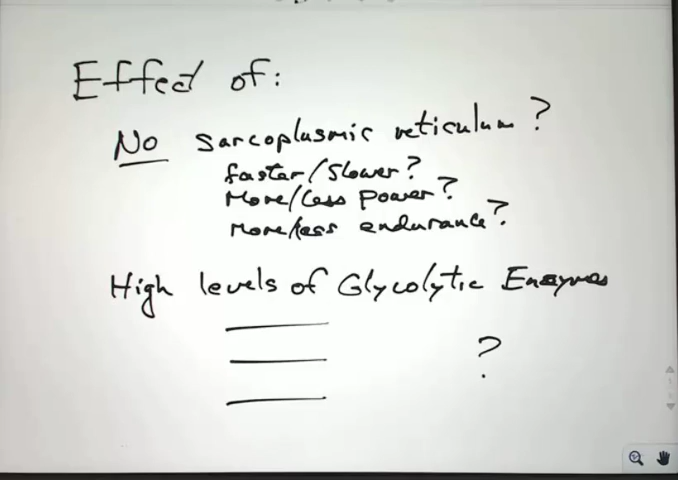 Effect of:
No sarcoplasmic reticulum?
faster/slower?
More/Less power?
More/less endurance?
High levels of Glycolytic Enzymes
?